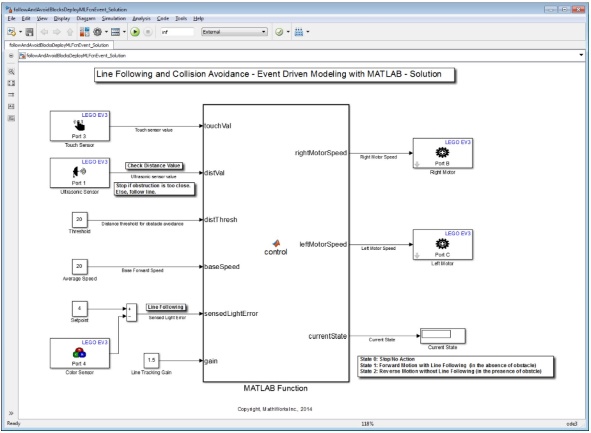 followAndAvoidBlocksDeployMLFcnEvent_Solution
File Edit View Display Diagram Simulation Analysis Code Tools Help
inf
External
followAndAvoidBlocksDeployMLFcnEvent_Solution
followAndAvoidBlocksDeployMLFcnEvent_Solution
Line Following and Collision Avoidance - Event Driven Modeling with MATLAB - Solution
LEGO EV3
Port 3
Touch Sensor
Touch sensor value
touchVal
LEGO EV3
Port 1
Ultrasonic Sensor
Check Distance Value
Ultrasonic sensor value
Stop if obstruction is too close.
Else, follow line.
distVal
20
Threshold
Distance threshold for obstacle avoidance
distThresh
20
Average Speed
Base Forward Speed
baseSpeed
4
Setpoint
Line Following
Sensed Light Error
sensedLightError
LEGO EV3
Port 4
Color Sensor
1.5
Line Tracking Gain
gain
control
MATLAB Function
rightMotorSpeed
Right Motor Speed
LEGO EV3
Port B
Right Motor
leftMotorSpeed
Left Motor Speed
LEGO EV3
Port C
Left Motor
currentState
Current State
Current State
State 0: Stop/No Action
State 1: Forward Motion with Line Following (in the absence of obstacle)
State 2: Reverse Motion without Line Following (in the presence of obstcle)
Copyright, MathWorks Inc., 2014
Ready
118%
ode3